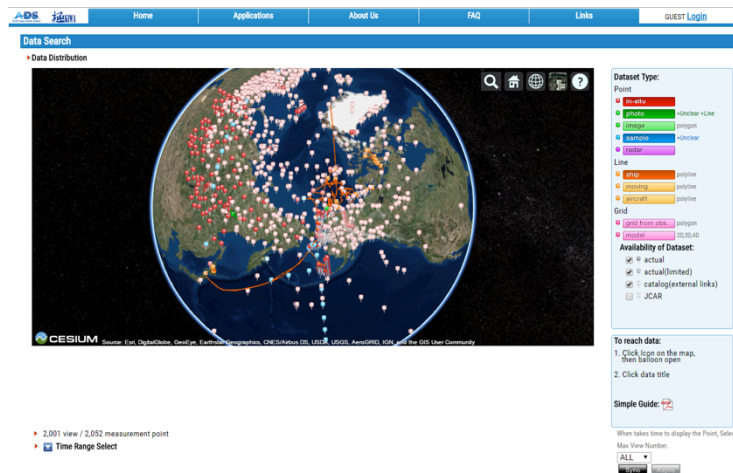 ADS 極wm
Home Applications About Us FAQ Links GUEST Login
Data Search
Data Distribution
?
CESIUM Source: Esri, DigitalGlobe, GeoEye, Earthstar Geographics, CNES/Airbus DS, USDA, USGS, AeroGRID, IGN, and the GIS User Community
2,001 view / 2,052 measurement point
Time Range Select
Dataset Type:
Point
in-situ
photo +Unclear +Line
image polygon
sample +Unclear
radar
Line
ship polyline
moving polyline
aircraft polyline
Grid
grid from obs. polygon
model 2D,3D,4D
Availability of Dataset:
actual
actual(limited)
catalog(external links)
JCAR
To reach data:
1. Click Icon on the map,
then balloon open
2. Click data title
Simple Guide:
When takes time to display the Point, Selec
Max View Number.
ALL